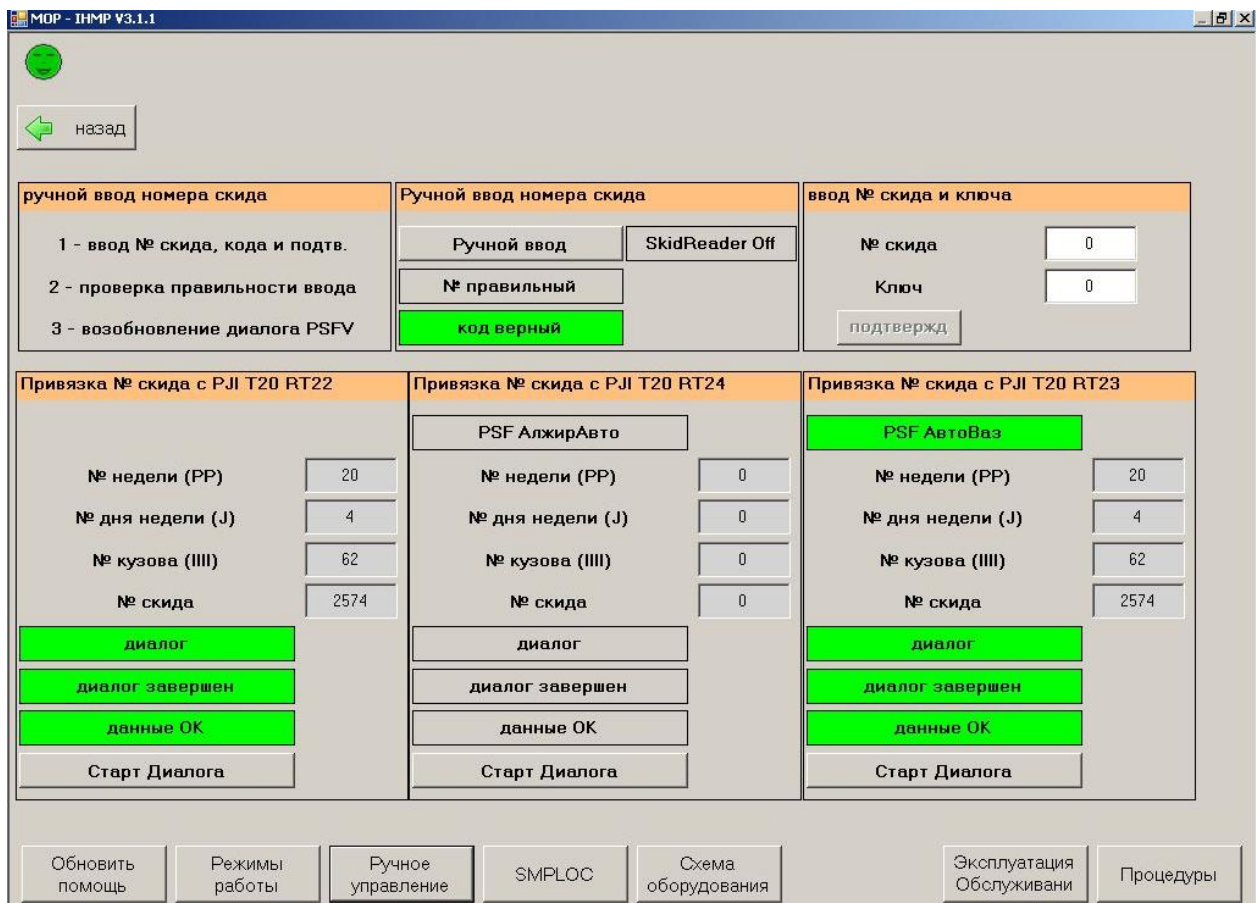 MOP - IHMP V3.1.1
назад
ручной ввод номера скида
1 - ввод № скида, кода и подтв.
2 - проверка правильности ввода
3 - возобновление диалога PSFV
Ручной ввод номера скида
Ручной ввод
SkidReader Off
№ правильный
код верный
ввод № скида и ключа
№ скида 0
Ключ 0
подтвержд
Привязка № скида с PJI T20 RT22
№ недели (PP) 20
№ дня недели (J) 4
№ кузова (IIII) 62
№ скида 2574
диалог
диалог завершен
данные OK
Старт Диалога
Привязка № скида с PJI T20 RT24
PSF АлжирАвто
№ недели (PP) 0
№ дня недели (J) 0
№ кузова (IIII) 0
№ скида 0
диалог
диалог завершен
данные OK
Старт Диалога
Привязка № скида с PJI T20 RT23
PSF АвтоВаз
№ недели (PP) 20
№ дня недели (J) 4
№ кузова (IIII) 62
№ скида 2574
диалог
диалог завершен
данные OK
Старт Диалога
Обновить
помощь
Режимы
работы
Ручное
управление
SMPLOC
Схема
оборудования
Эксплуатация
Обслуживани
Процедуры